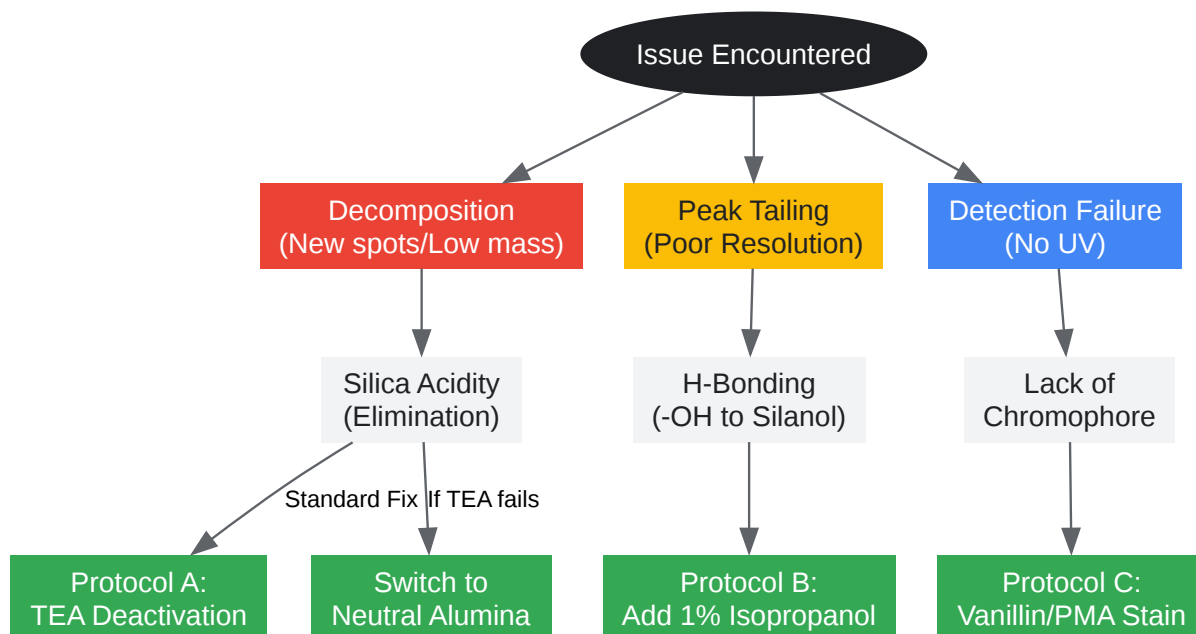 Issue Encountered
Decomposition
(New spots/Low mass)
Peak Tailing
(Poor Resolution)
Detection Failure
(No UV)
Silica Acidity
(Elimination)
H-Bonding
(-OH to Silanol)
Lack of
Chromophore
Standard Fix
If TEA fails
Protocol A:
TEA Deactivation
Switch to
Neutral Alumina
Protocol B:
Add 1% Isopropanol
Protocol C:
Vanillin/PMA Stain